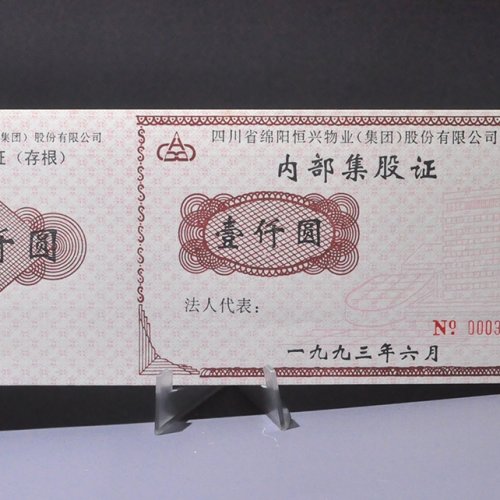 集团）股份有限公司
证（存根）
仟圆
四川省绵阳恒兴物业（集团）股份有限公司
内部集股证
壹仟圆
法人代表：
Nº 0003
一九九三年六月